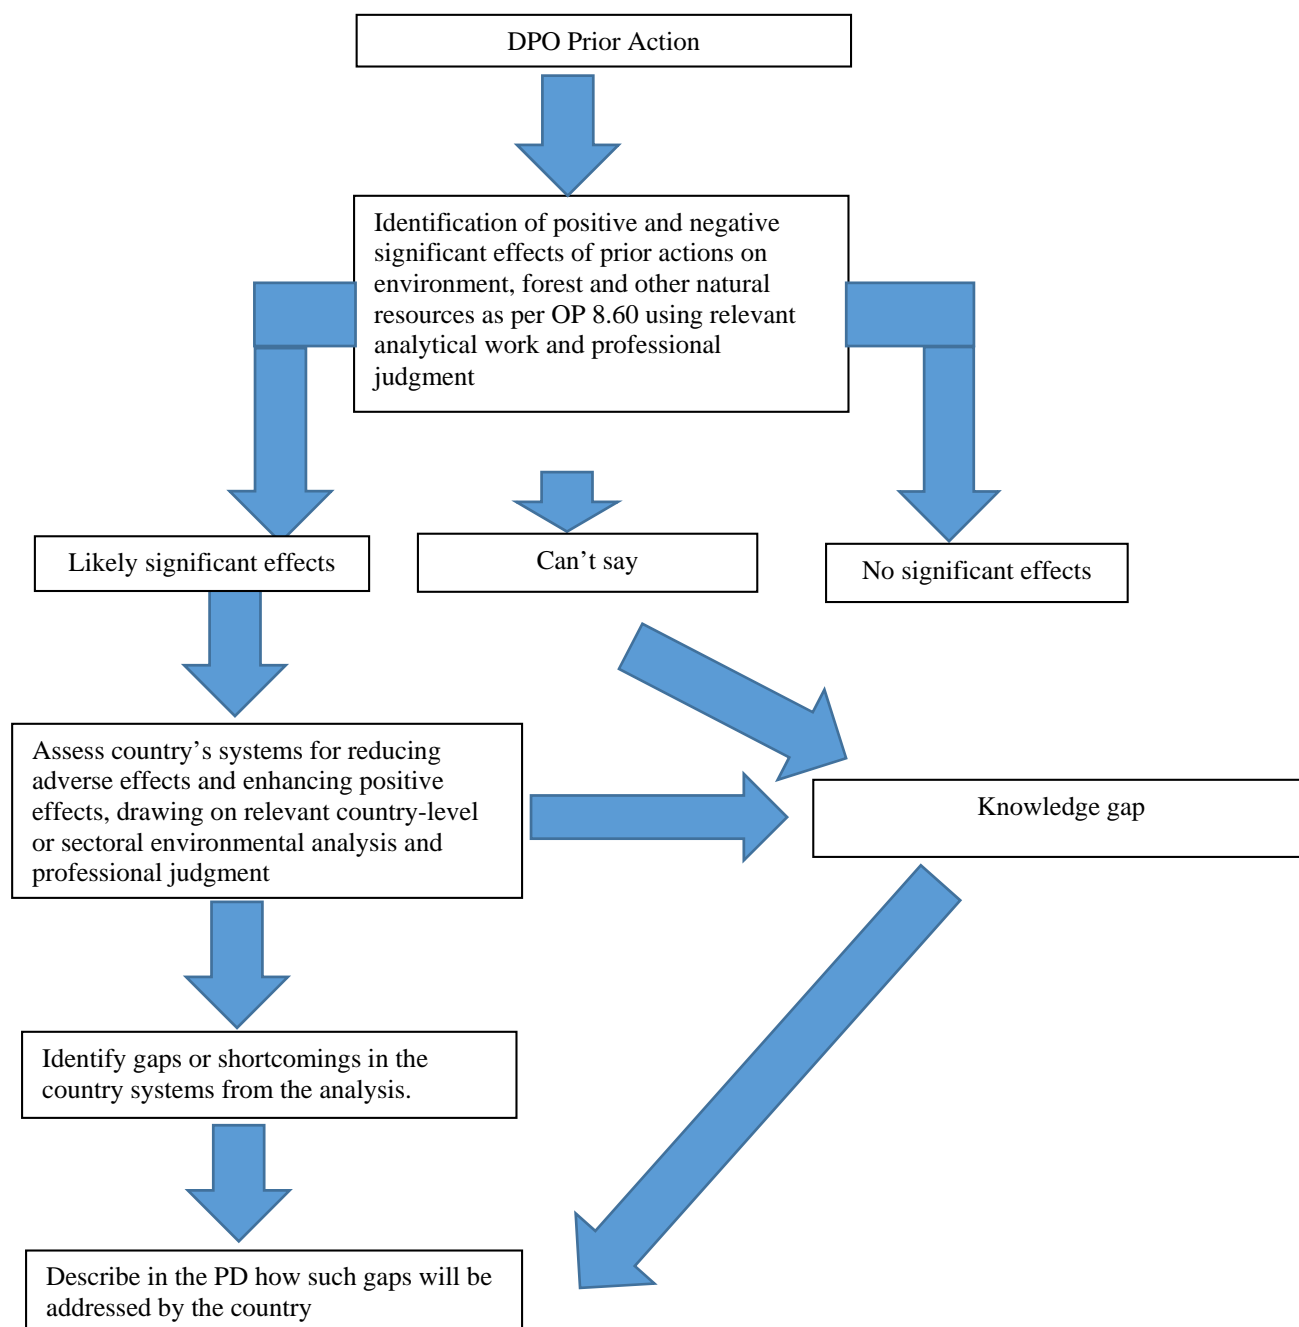 DPO Prior Action
Identification of positive and negative
significant effects of prior actions on
environment, forest and other natural
resources as per OP 8.60 using relevant
analytical work and professional
judgment
Likely significant effects
Can’t say
No significant effects
Assess country’s systems for reducing
adverse effects and enhancing positive
effects, drawing on relevant country-level
or sectoral environmental analysis and
professional judgment
Knowledge gap
Identify gaps or shortcomings in the
country systems from the analysis.
Describe in the PD how such gaps will be
addressed by the country